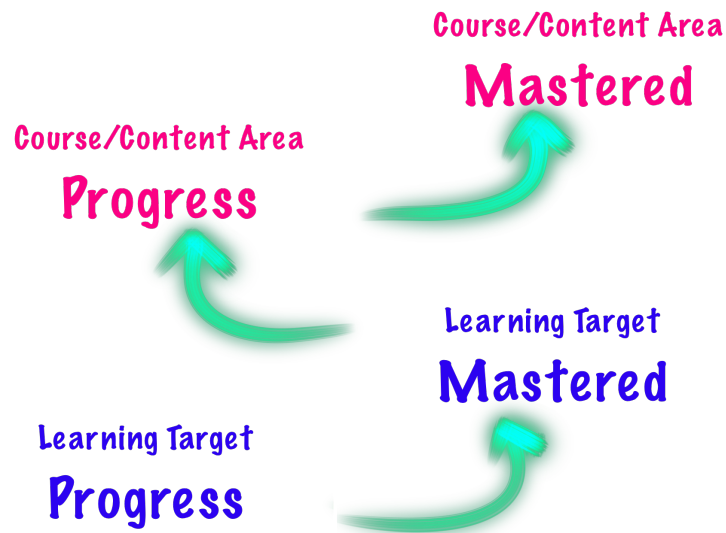 Course/Content Area
Mastered
Course/Content Area
Progress
Learning Target
Mastered
Learning Target
Progress